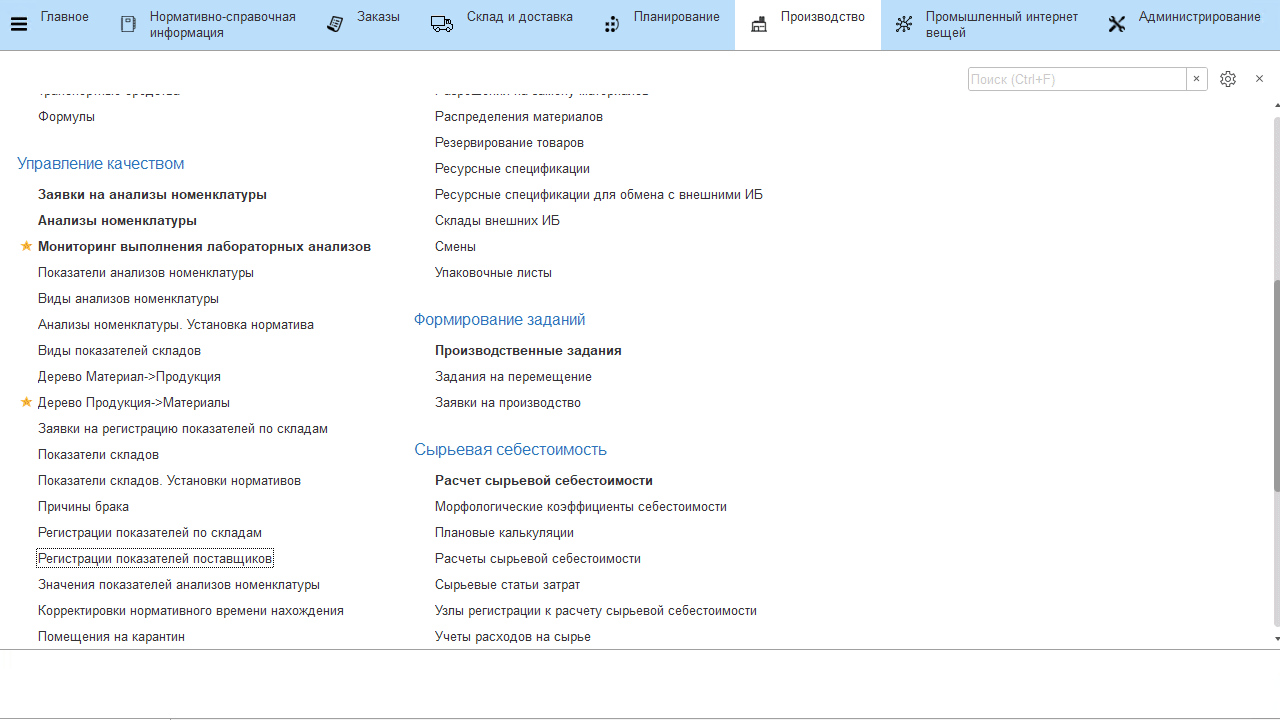 Главное
Нормативно-справочная
информация
Заказы
Склад и доставка
Планирование
Производство
Промышленный интернет
вещей
Администрирование
Поиск (Ctrl+F)
Транспортные средства
Формулы
Управление качеством
Заявки на анализы номенклатуры
Анализы номенклатуры
Мониторинг выполнения лабораторных анализов
Показатели анализов номенклатуры
Виды анализов номенклатуры
Анализы номенклатуры. Установка норматива
Виды показателей складов
Дерево Материал->Продукция
Дерево Продукция->Материалы
Заявки на регистрацию показателей по складам
Показатели складов
Показатели складов. Установки нормативов
Причины брака
Регистрации показателей по складам
Регистрации показателей поставщиков
Значения показателей анализов номенклатуры
Корректировки нормативного времени нахождения
Помещения на карантин
Разрешения на замену материалов
Распределения материалов
Резервирование товаров
Ресурсные спецификации
Ресурсные спецификации для обмена с внешними ИБ
Склады внешних ИБ
Смены
Упаковочные листы
Формирование заданий
Производственные задания
Задания на перемещение
Заявки на производство
Сырьевая себестоимость
Расчет сырьевой себестоимости
Морфологические коэффициенты себестоимости
Плановые калькуляции
Расчеты сырьевой себестоимости
Сырьевые статьи затрат
Узлы регистрации к расчету сырьевой себестоимости
Учеты расходов на сырье